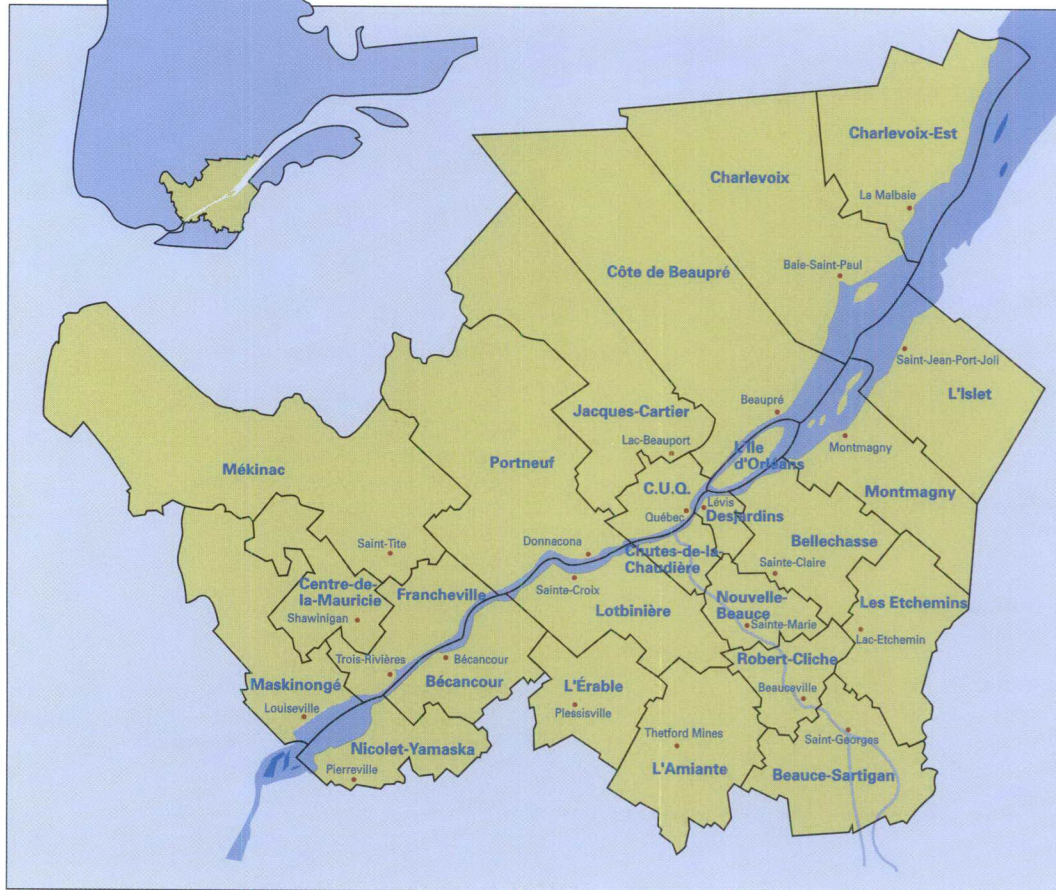 Charlevoix-Est
La Malbaie
Charlevoix
Baie-Saint-Paul
Côte de Beaupré
Saint-Jean-Port-Joli
L'Islet
Beaupré
Jacques-Cartier
Lac-Beauport
L'Île
d'Orléans
Montmagny
Portneuf
Mékinac
C.U.Q.
Québec
Lévis
Desjardins
Montmagny
Bellechasse
Saint-Tite
Donnacona
Chutes-de-la-
Chaudière
Sainte-Claire
Centre-de-
la-Mauricie
Shawinigan
Francheville
Sainte-Croix
Lotbinière
Nouvelle-
Beauce
Sainte-Marie
Les Etchemins
Lac-Etchemin
Trois-Rivières
Bécancour
Bécancour
Robert-Cliche
Beauceville
Maskinongé
Louiseville
L'Érable
Plessisville
Nicolet-Yamaska
Pierreville
Thetford Mines
L'Amiante
Saint-Georges
Beauce-Sartigan